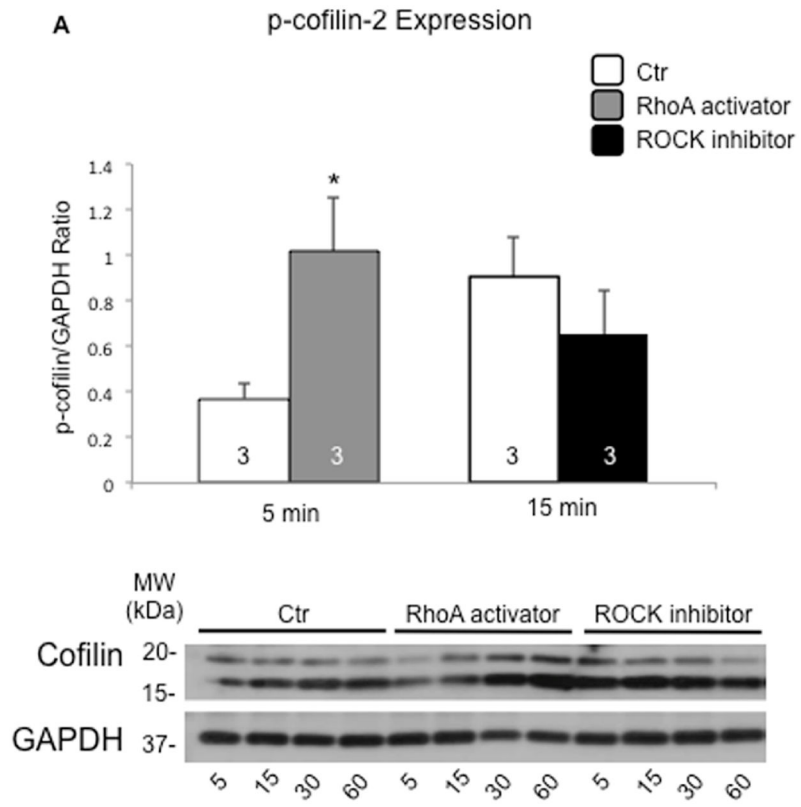 A
p-cofilin-2 Expression
Ctr
RhoA activator
ROCK inhibitor
p-cofilin/GAPDH Ratio
1.4
1.2
1
0.8
0.6
0.4
0.2
0
*
3
3
3
3
5 min
15 min
MW
(kDa)
Ctr
RhoA activator
ROCK inhibitor
Cofilin
20-
15-
GAPDH
37-
5 15 30 60 5 15 30 60 5 15 30 60